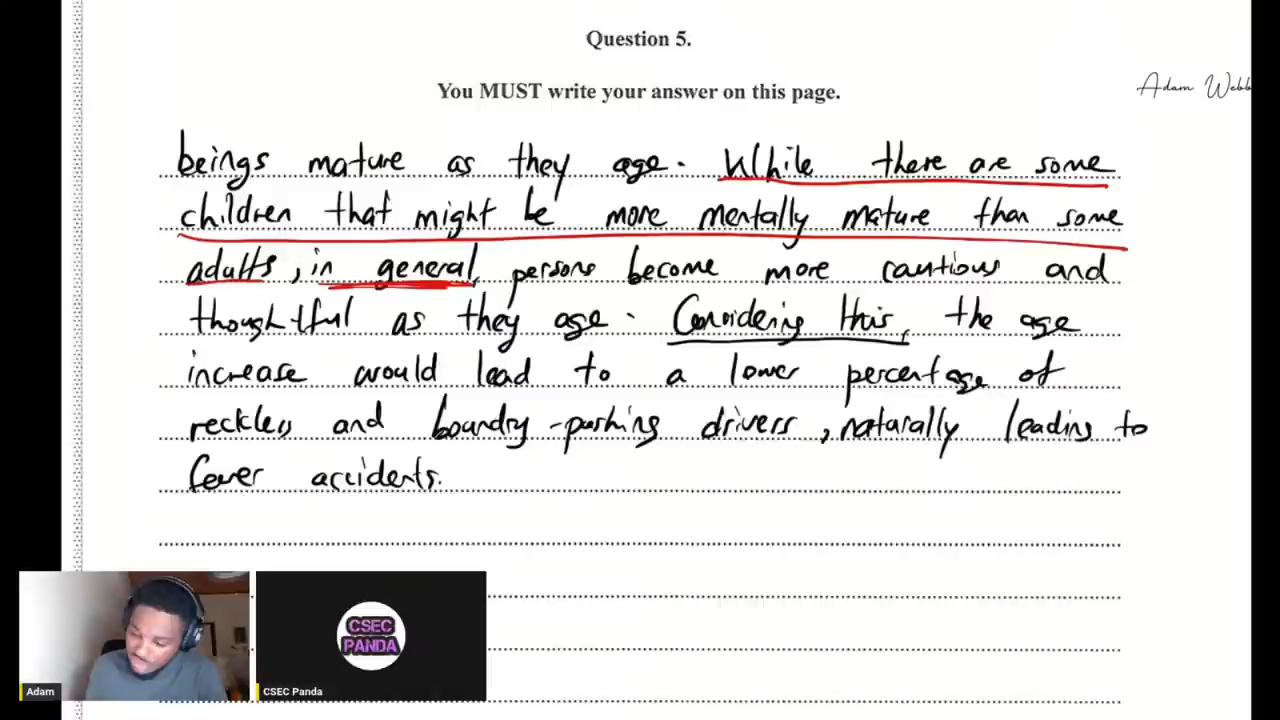 Question 5.
You MUST write your answer on this page.
Adam Webb
beings mature as they age. While there are some
children that might be more mentally mature than some
adults, in general, persons become more cautious and
thoughtful as they age. Considering this, the age
increase would lead to a lower percentage of
reckless and boundry-pushing drivers, naturally leading to
fewer accidents.
CSEC
PANDA
Adam
CSEC Panda